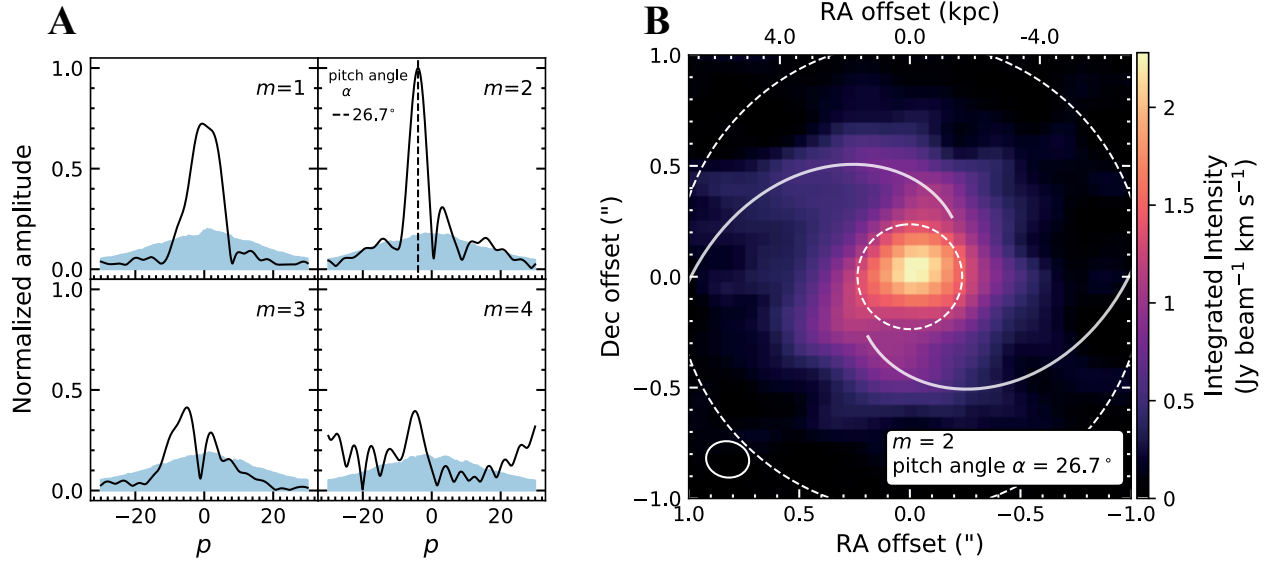 A
B
RA offset (kpc)
4.0 0.0 -4.0
Normalized amplitude
1.0
0.5
0.0
m=1
pitch angle
α
--26.7°
m=2
1.0
0.5
0.0
m=3
m=4
−20 0 20
−20 0 20
p
p
Dec offset (")
1.0
0.5
0.0
−0.5
−1.0
m = 2
pitch angle α = 26.7°
1.0 0.5 0.0 −0.5 −1.0
RA offset (")
2
1.5
1
0.5
0
Integrated Intensity
(Jy beam⁻¹ km s⁻¹)